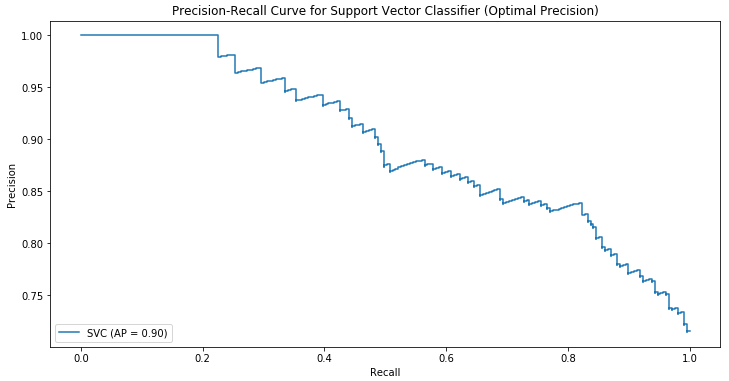 Precision-Recall Curve for Support Vector Classifier (Optimal Precision)
1.00
0.95
0.90
0.85
0.80
0.75
Precision
SVC (AP = 0.90)
0.0 0.2 0.4 0.6 0.8 1.0
Recall